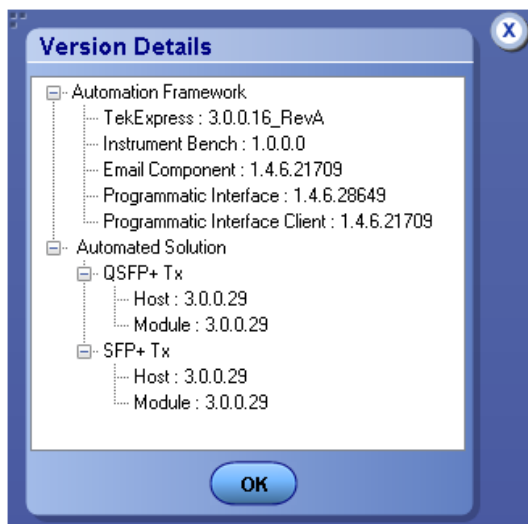 Version Details
X
Automation Framework
TekExpress : 3.0.0.16_RevA
Instrument Bench : 1.0.0.0
Email Component : 1.4.6.21709
Programmatic Interface : 1.4.6.28649
Programmatic Interface Client : 1.4.6.21709
Automated Solution
QSFP+ Tx
Host : 3.0.0.29
Module : 3.0.0.29
SFP+ Tx
Host : 3.0.0.29
Module : 3.0.0.29
OK